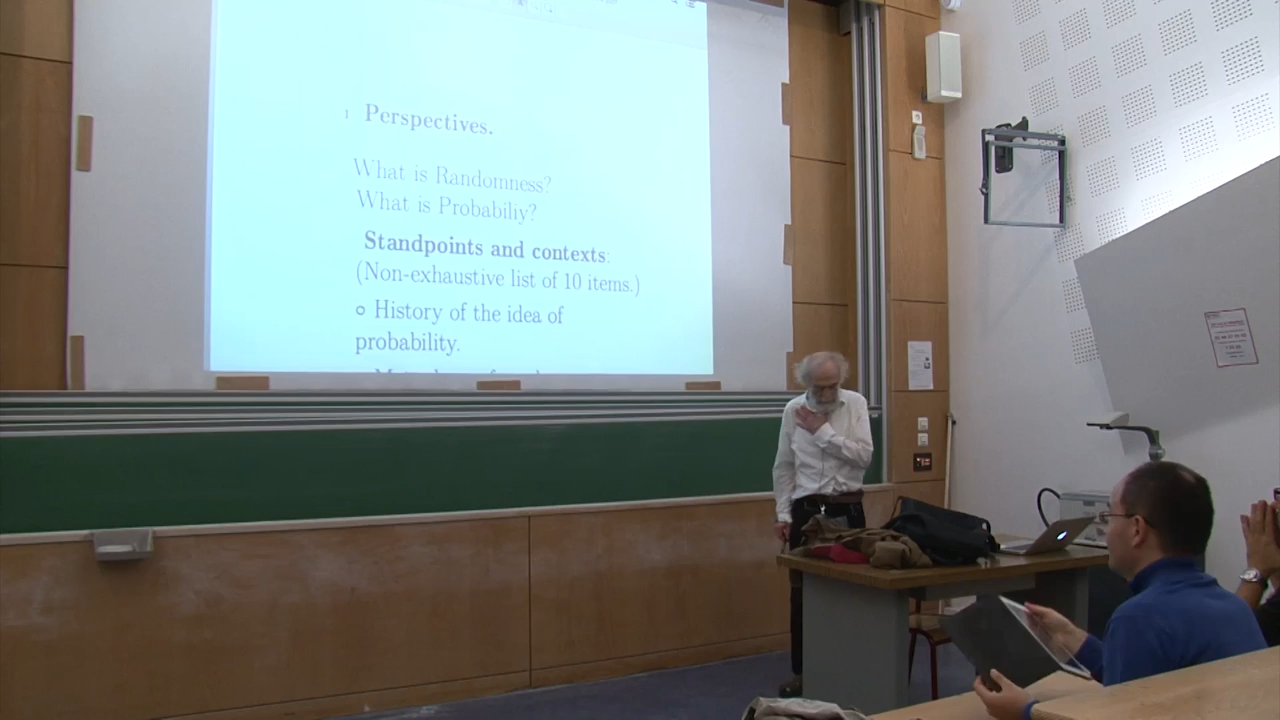 1 Perspectives.
What is Randomness?
What is Probabiliy?
Standpoints and contexts:
(Non-exhaustive list of 10 items.)
○ History of the idea of
probability.